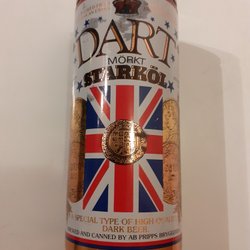 DART
MÖRKT
STARKÖL
SPECIAL TYPE OF HIGH
DARK BEER.
AND CANNED BY AB PRIPPS